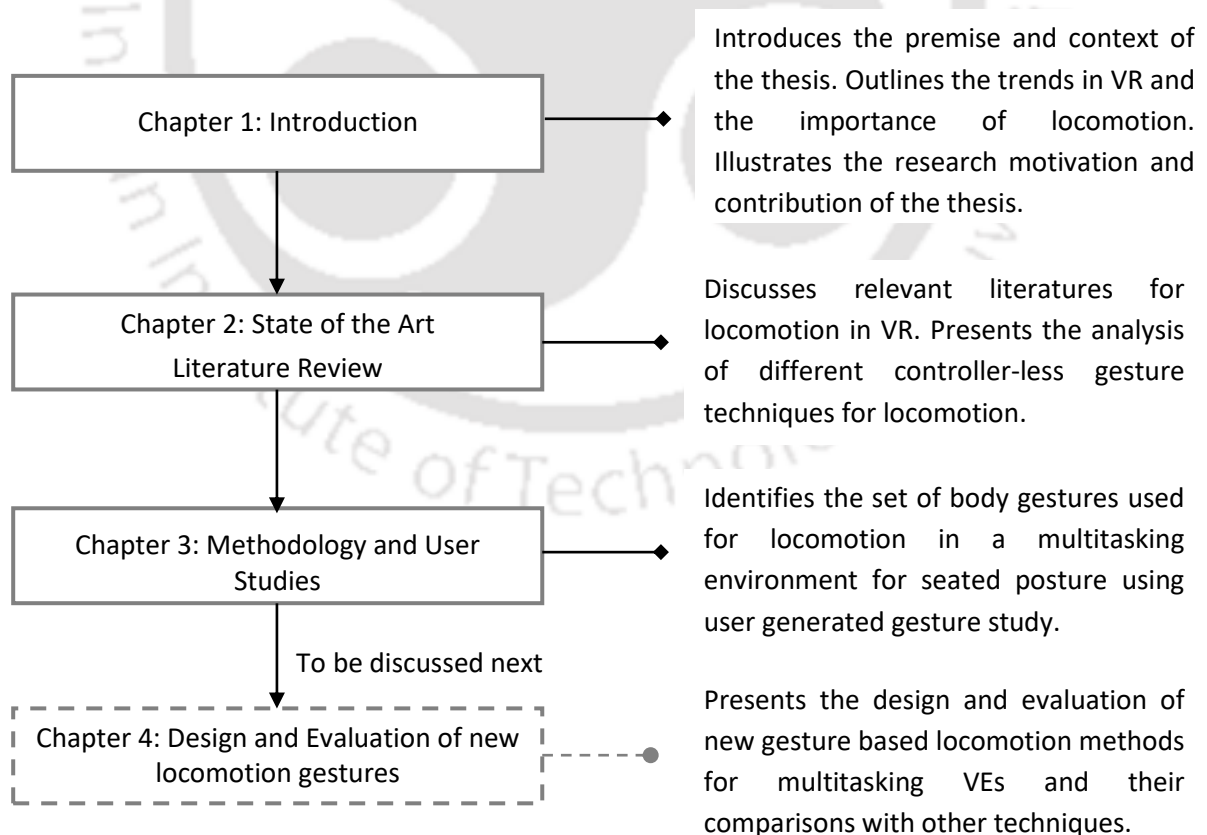 Chapter 1: Introduction
Introduces the premise and context of
the thesis. Outlines the trends in VR and
the importance of locomotion.
Illustrates the research motivation and
contribution of the thesis.
Chapter 2: State of the Art
Literature Review
Discusses relevant literatures for
locomotion in VR. Presents the analysis
of different controller-less gesture
techniques for locomotion.
Chapter 3: Methodology and User
Studies
Identifies the set of body gestures used
for locomotion in a multitasking
environment for seated posture using
user generated gesture study.
To be discussed next
Chapter 4: Design and Evaluation of new
locomotion gestures
Presents the design and evaluation of
new gesture based locomotion methods
for multitasking VEs and their
comparisons with other techniques.
of